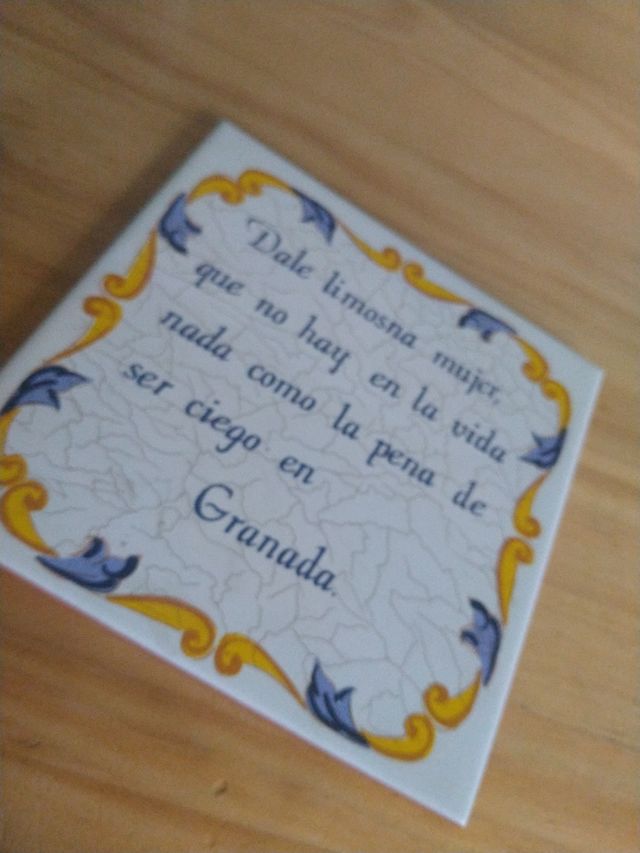 Dale limosna mujer,
que no hay en la vida
nada como la pena de
ser ciego en
Granada.